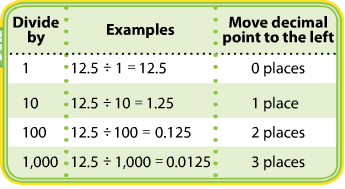 Divide by Examples Move decimal point to the left
1 12.5 ÷ 1 = 12.5 0 places
10 12.5 ÷ 10 = 1.25 1 place
100 12.5 ÷ 100 = 0.125 2 places
1,000 12.5 ÷ 1,000 = 0.0125 3 places